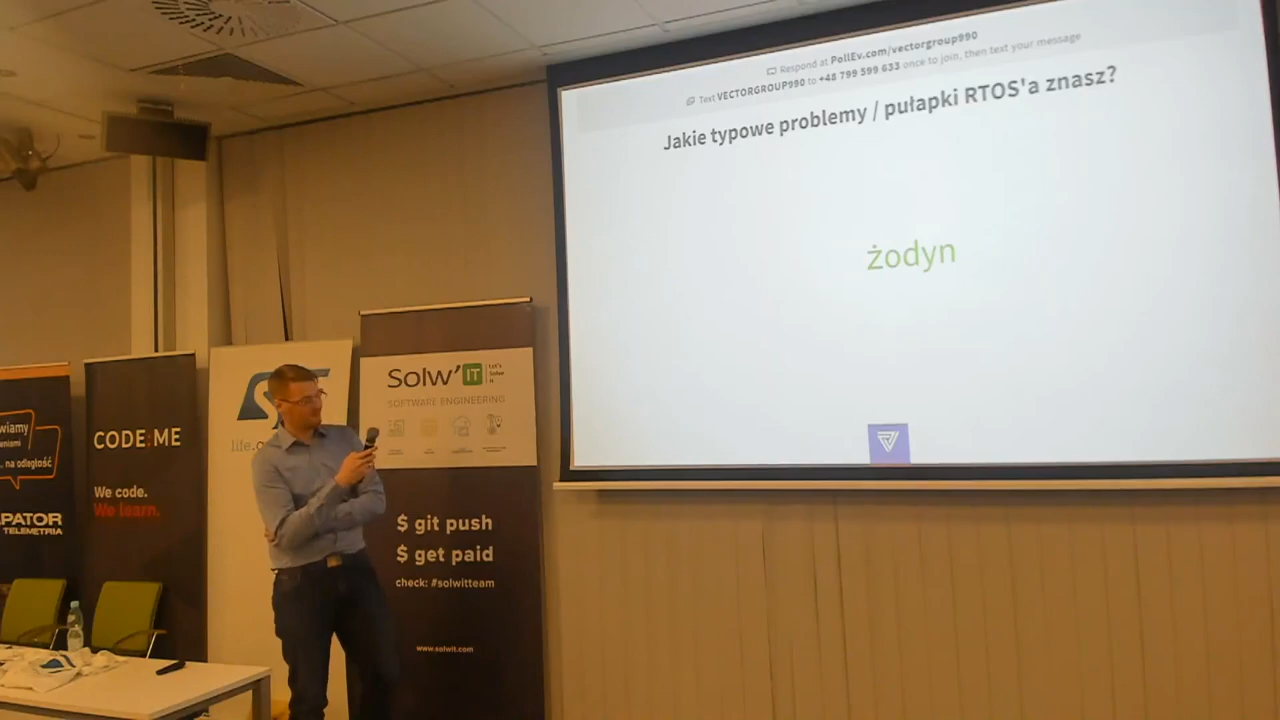 Respond at PollEv.com/vectorgroup990
Text VECTORGROUP990 to +48 799 599 633 once to join, then text your message
Jakie typowe problemy / pułapki RTOS'a znasz?
żodyn
wiamy
na odległość
PATOR
TELEMETRIA
CODE:ME
We code.
We learn.
life.
Solw'IT
Let's
Solve
it
SOFTWARE ENGINEERING
$ git push
$ get paid
check: #solwitteam
www.solwit.com